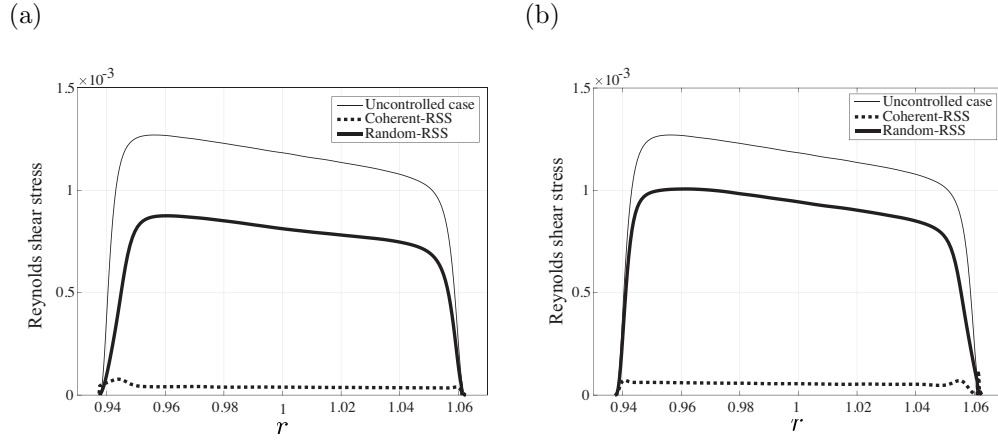 (a)
×10⁻³
1.5
1
0.5
0
Reynolds shear stress
Uncontrolled case
Coherent-RSS
Random-RSS
0.94 0.96 0.98 1 1.02 1.04 1.06
r
(b)
×10⁻³
1.5
1
0.5
0
Reynolds shear stress
Uncontrolled case
Coherent-RSS
Random-RSS
0.94 0.96 0.98 1 1.02 1.04 1.06
r